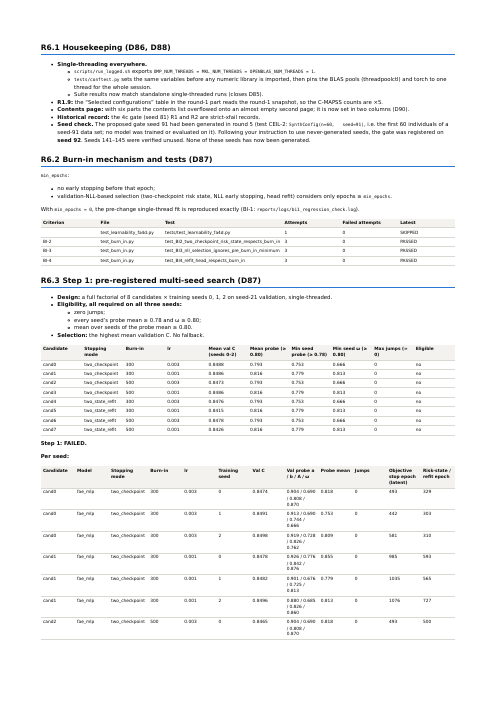 R6.1 Housekeeping (D86, D88)
• Single-threading everywhere.
o scripts/run_logged.sh exports OMP_NUM_THREADS = MKL_NUM_THREADS = OPENBLAS_NUM_THREADS = 1.
o tests/conftest.py sets the same variables before any numeric library is imported, then pins the BLAS pools (threadpoolctl) and torch to one
thread for the whole session.
o Suite results now match standalone single-threaded runs (closes D85).
• R1.9: the "Selected configurations" table in the round-1 part reads the round-1 snapshot, so the C-MAPSS counts are ×5.
• Contents page: with six parts the contents list overflowed onto an almost empty second page; it is now set in two columns (D90).
• Historical record: the 4c gate (seed 91) R1 and R2 are strict-xfail records.
• Seed check. The proposed gate seed 91 had been generated in round 5 (test CEIL-2: SynthConfig(n=60, seed=91), i.e. the first 60 individuals of a
seed-91 data set; no model was trained or evaluated on it). Following your instruction to use never-generated seeds, the gate was registered on
seed 92. Seeds 141–145 were verified unused. None of these seeds has now been generated.
R6.2 Burn-in mechanism and tests (D87)
min_epochs:
• no early stopping before that epoch;
• validation-NLL-based selection (two-checkpoint risk state, NLL early stopping, head refit) considers only epochs ≥ min_epochs.
With min_epochs = 0, the pre-change single-thread fit is reproduced exactly (BI-1: reports/logs/bi1_regression_check.log).
Criterion File Test Attempts Failed attempts Latest
test_learnability_fadd.py tests/test_learnability_fadd.py 1 0 SKIPPED
BI-2 test_burn_in.py test_BI2_two_checkpoint_risk_state_respects_burn_in 3 0 PASSED
BI-3 test_burn_in.py test_BI3_nll_selection_ignores_pre_burn_in_minimum 3 0 PASSED
BI-4 test_burn_in.py test_BI4_refit_head_respects_burn_in 3 0 PASSED
R6.3 Step 1: pre-registered multi-seed search (D87)
• Design: a full factorial of 8 candidates × training seeds 0, 1, 2 on seed-21 validation, single-threaded.
• Eligibility, all required on all three seeds:
o zero jumps;
o every seed's probe mean ≥ 0.78 and ω ≥ 0.80;
o mean over seeds of the probe mean ≥ 0.80.
• Selection: the highest mean validation C. No fallback.
Candidate Stopping mode Burn-in lr Mean val C (seeds 0-2) Mean probe (≥ 0.80) Min seed probe (≥ 0.78) Min seed ω (≥ 0.80) Max jumps (= 0) Eligible
cand0 two_checkpoint 300 0.003 0.8488 0.793 0.753 0.666 0 no
cand1 two_checkpoint 300 0.001 0.8486 0.816 0.779 0.813 0 no
cand2 two_checkpoint 500 0.003 0.8473 0.793 0.753 0.666 0 no
cand3 two_checkpoint 500 0.001 0.8486 0.816 0.779 0.813 0 no
cand4 two_state_refit 300 0.003 0.8476 0.793 0.753 0.666 0 no
cand5 two_state_refit 300 0.001 0.8415 0.816 0.779 0.813 0 no
cand6 two_state_refit 500 0.003 0.8478 0.793 0.753 0.666 0 no
cand7 two_state_refit 500 0.001 0.8426 0.816 0.779 0.813 0 no
Step 1: FAILED.
Per seed:
Candidate Model Stopping mode Burn-in lr Training seed Val C Val probe a / b / A / ω Probe mean Jumps Objective stop epoch (latent) Risk-state / refit epoch
cand0 fae_mlp two_checkpoint 300 0.003 0 0.8474 0.904 / 0.690 / 0.808 / 0.870 0.818 0 493 329
cand0 fae_mlp two_checkpoint 300 0.003 1 0.8491 0.913 / 0.690 / 0.744 / 0.666 0.753 0 442 303
cand0 fae_mlp two_checkpoint 300 0.003 2 0.8498 0.919 / 0.728 / 0.826 / 0.762 0.809 0 581 310
cand1 fae_mlp two_checkpoint 300 0.001 0 0.8478 0.926 / 0.776 / 0.842 / 0.876 0.855 0 985 593
cand1 fae_mlp two_checkpoint 300 0.001 1 0.8482 0.901 / 0.676 / 0.725 / 0.813 0.779 0 1035 565
cand1 fae_mlp two_checkpoint 300 0.001 2 0.8496 0.880 / 0.685 / 0.826 / 0.860 0.813 0 1076 727
cand2 fae_mlp two_checkpoint 500 0.003 0 0.8465 0.904 / 0.690 / 0.808 / 0.870 0.818 0 493 500